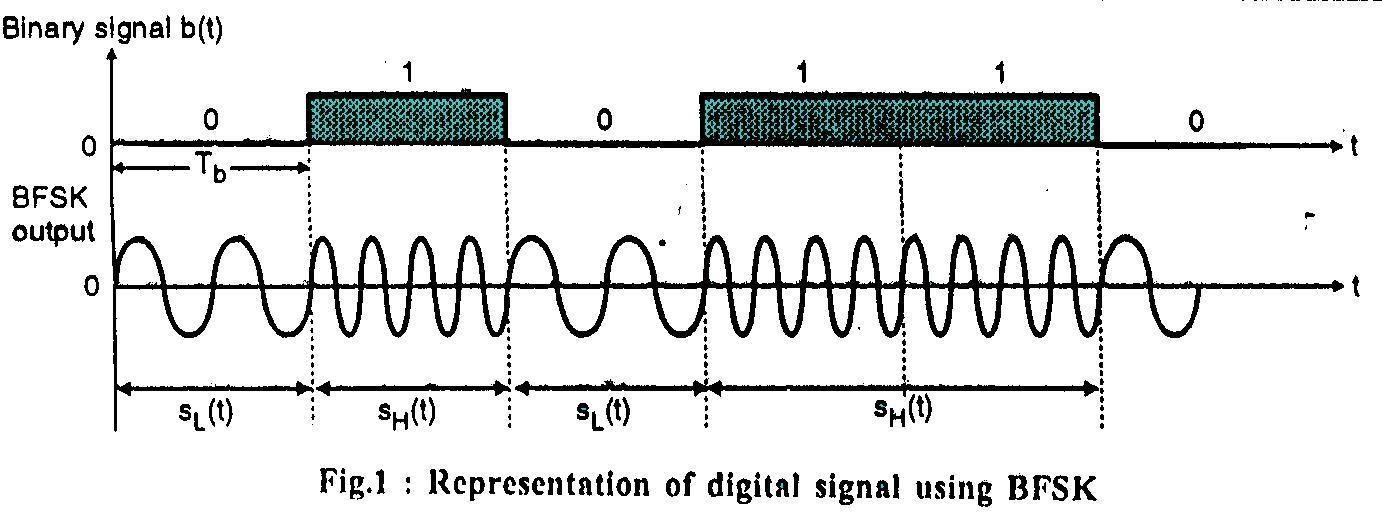 Binary signal b(t)
1 1 1
0 0 0
0 t
T_b
BFSK
output
0 t
s_L(t) s_H(t) s_L(t) s_H(t)
Fig.1 : Representation of digital signal using BFSK